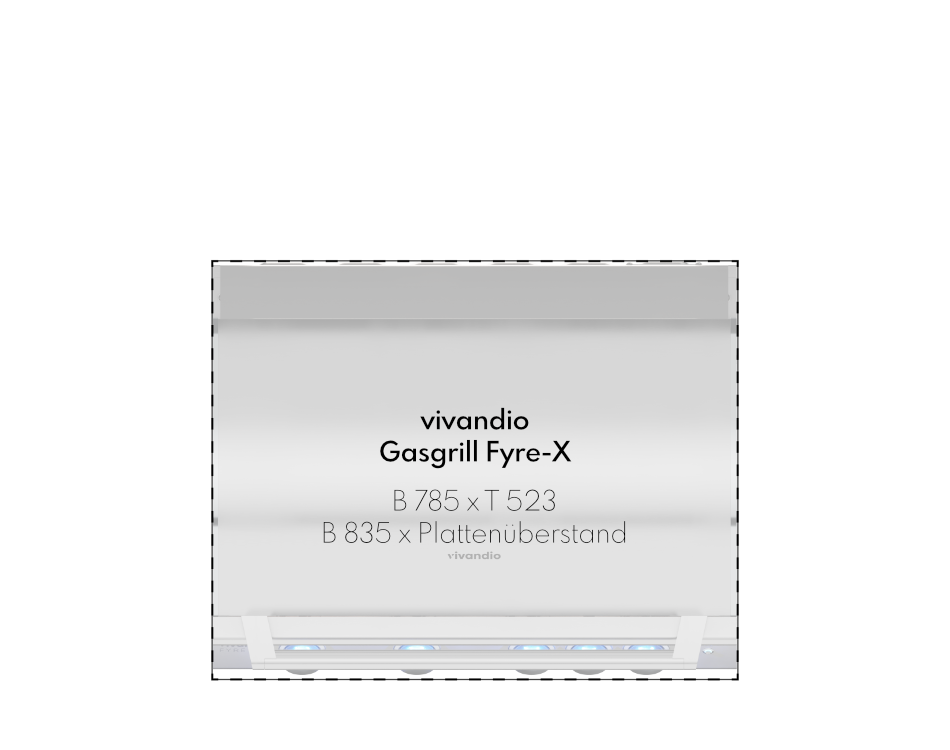 vivandio
Gasgrill Fyre-X
B 785 x T 523
B 835 x Plattenüberstand
vivandio